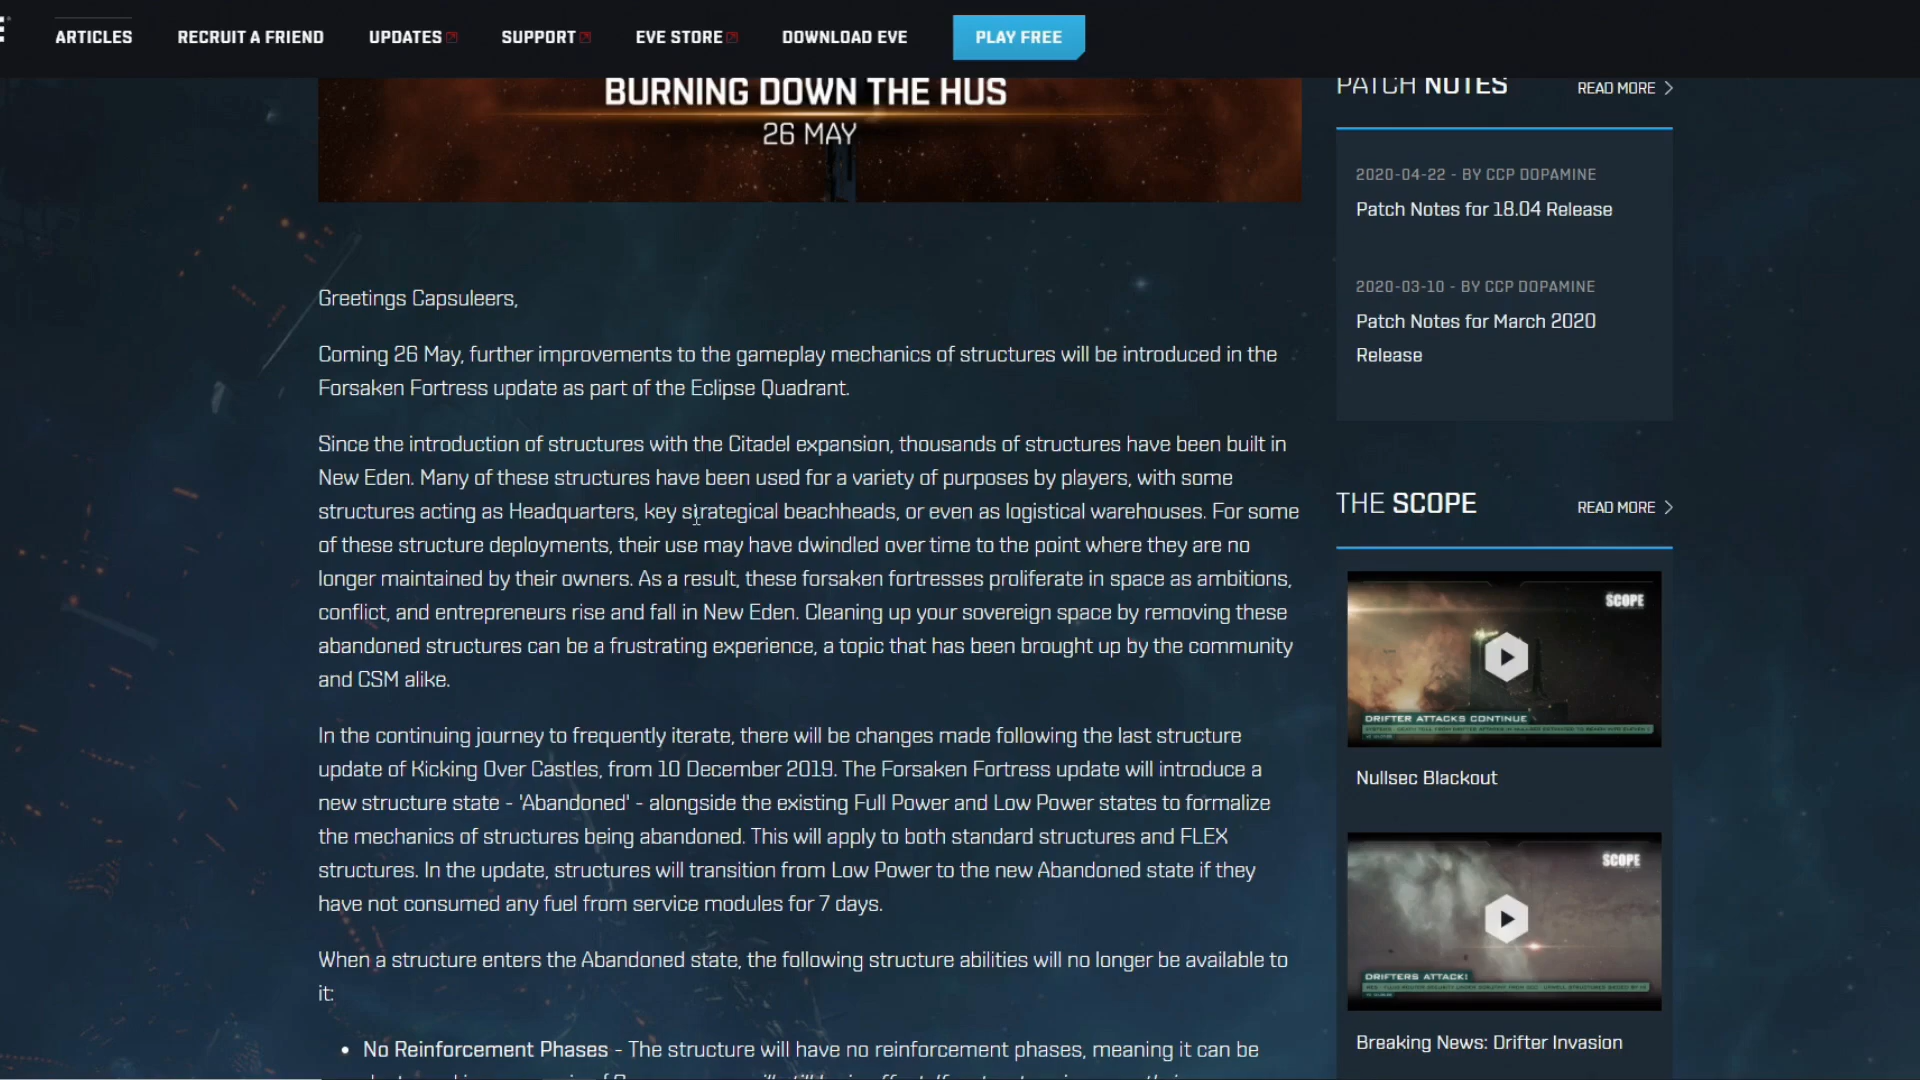 ARTICLES
RECRUIT A FRIEND
UPDATES
SUPPORT
EVE STORE
DOWNLOAD EVE
PLAY FREE
BURNING DOWN THE HUS
26 MAY
Greetings Capsuleers,
Coming 26 May, further improvements to the gameplay mechanics of structures will be introduced in the
Forsaken Fortress update as part of the Eclipse Quadrant.
Since the introduction of structures with the Citadel expansion, thousands of structures have been built in
New Eden. Many of these structures have been used for a variety of purposes by players, with some
structures acting as Headquarters, key strategical beachheads, or even as logistical warehouses. For some
of these structure deployments, their use may have dwindled over time to the point where they are no
longer maintained by their owners. As a result, these forsaken fortresses proliferate in space as ambitions,
conflict, and entrepreneurs rise and fall in New Eden. Cleaning up your sovereign space by removing these
abandoned structures can be a frustrating experience, a topic that has been brought up by the community
and CSM alike.
In the continuing journey to frequently iterate, there will be changes made following the last structure
update of Kicking Over Castles, from 10 December 2019. The Forsaken Fortress update will introduce a
new structure state - 'Abandoned' - alongside the existing Full Power and Low Power states to formalize
the mechanics of structures being abandoned. This will apply to both standard structures and FLEX
structures. In the update, structures will transition from Low Power to the new Abandoned state if they
have not consumed any fuel from service modules for 7 days.
When a structure enters the Abandoned state, the following structure abilities will no longer be available to
it:
• No Reinforcement Phases - The structure will have no reinforcement phases, meaning it can be
PATCH NOTES
READ MORE
2020-04-22 - BY CCP DOPAMINE
Patch Notes for 18.04 Release
2020-03-10 - BY CCP DOPAMINE
Patch Notes for March 2020
Release
THE SCOPE
READ MORE
SCOPE
DRIFTER ATTACKS CONTINUE
Nullsec Blackout
SCOPE
DRIFTERS ATTACK!
Breaking News: Drifter Invasion